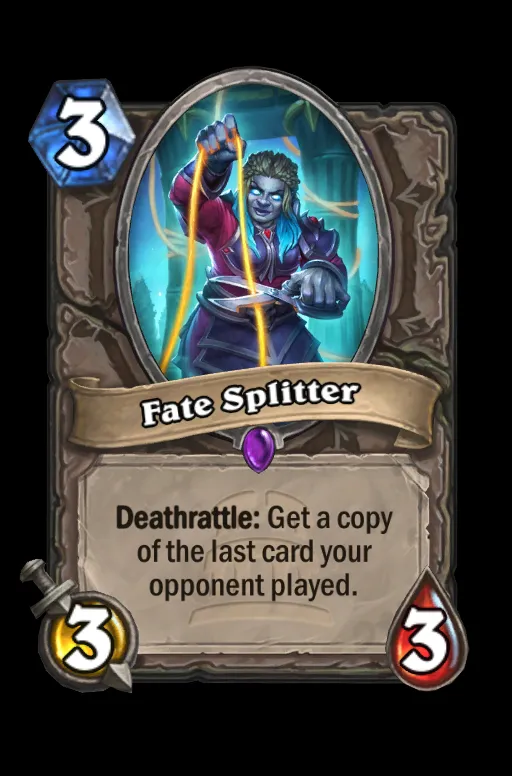 3
Fate Splitter
Deathrattle: Get a copy
of the last card your
opponent played.
3
3